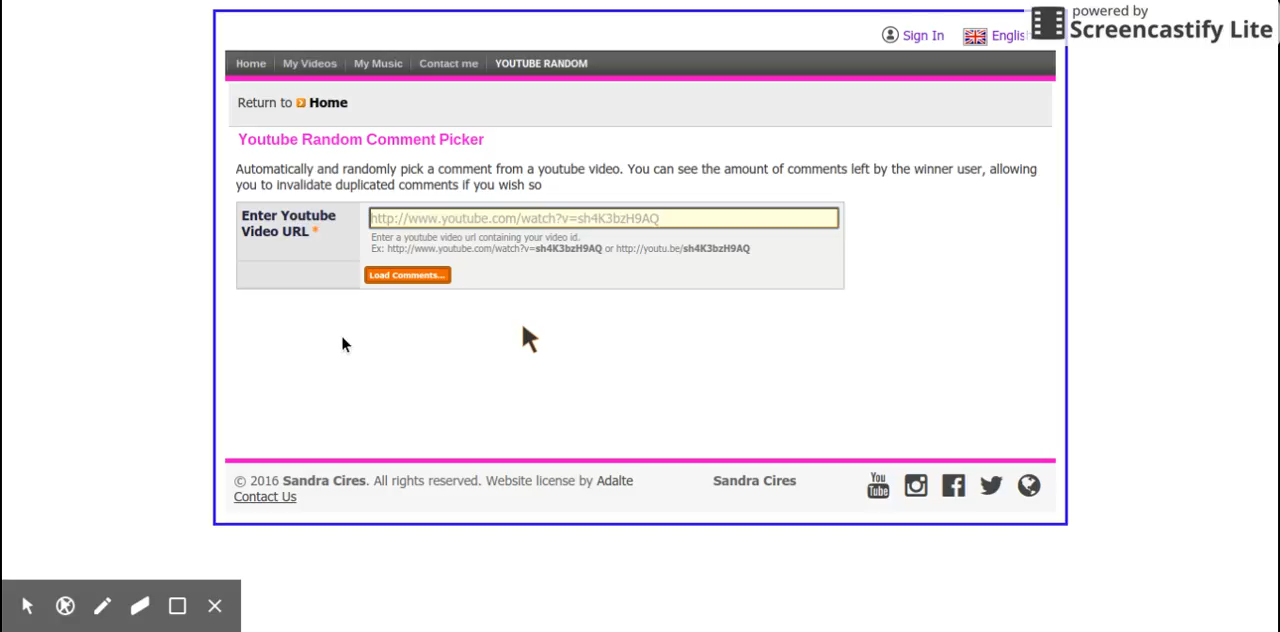 powered by
Screencastify Lite
Sign In
Englis
Home My Videos My Music Contact me YOUTUBE RANDOM
Return to Home
Youtube Random Comment Picker
Automatically and randomly pick a comment from a youtube video. You can see the amount of comments left by the winner user, allowing
you to invalidate duplicated comments if you wish so
Enter Youtube
Video URL *
http://www.youtube.com/watch?v=sh4K3bzH9AQ
Enter a youtube video url containing your video id.
Ex: http://www.youtube.com/watch?v=sh4K3bzH9AQ or http://youtu.be/sh4K3bzH9AQ
Load Comments...
© 2016 Sandra Cires. All rights reserved. Website license by Adalte
Contact Us
Sandra Cires
You
Tube